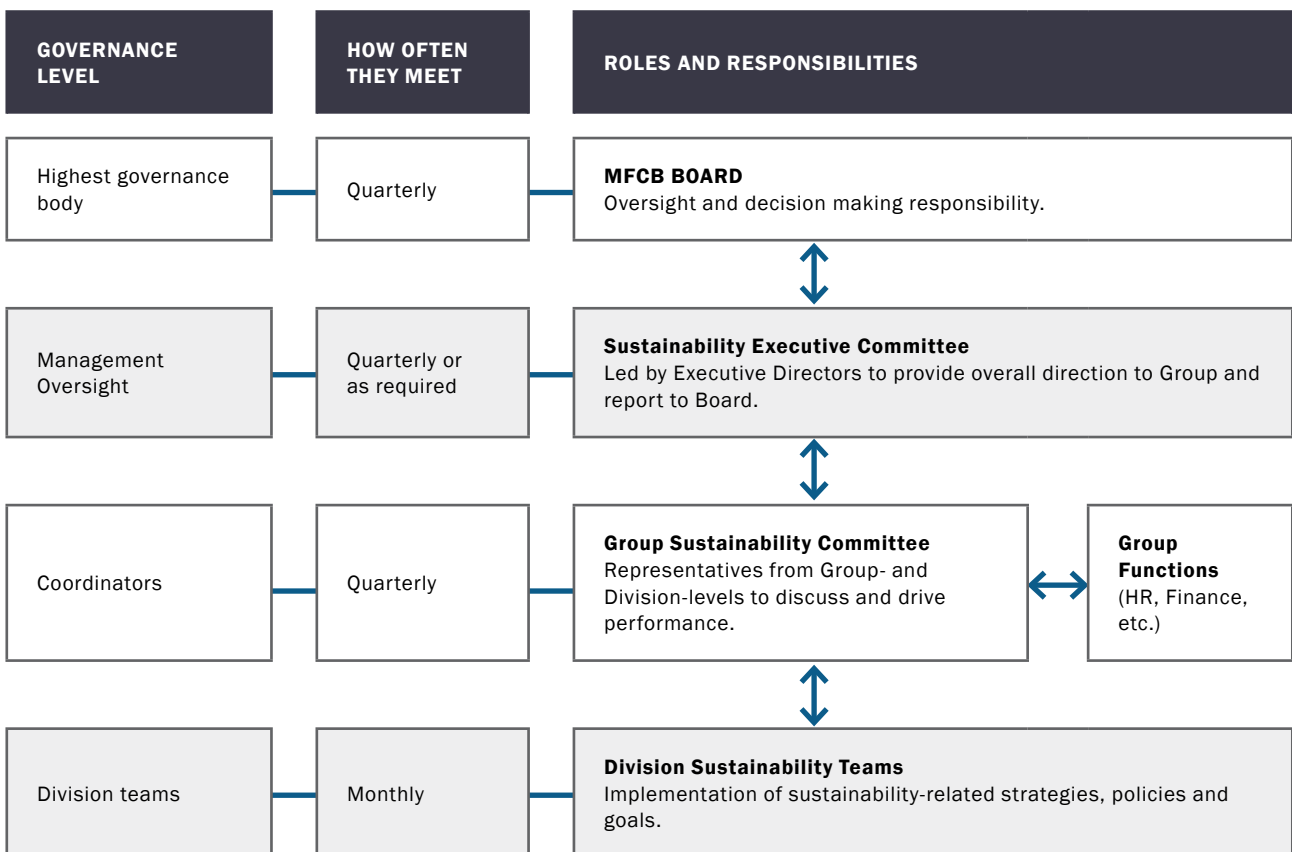 GOVERNANCE
LEVEL
HOW OFTEN
THEY MEET
ROLES AND RESPONSIBILITIES
Highest governance
body
Quarterly
MFCB BOARD
Oversight and decision making responsibility.
Management
Oversight
Quarterly or
as required
Sustainability Executive Committee
Led by Executive Directors to provide overall direction to Group and
report to Board.
Coordinators
Quarterly
Group Sustainability Committee
Representatives from Group- and
Division-levels to discuss and drive
performance.
Group
Functions
(HR, Finance,
etc.)
Division teams
Monthly
Division Sustainability Teams
Implementation of sustainability-related strategies, policies and
goals.